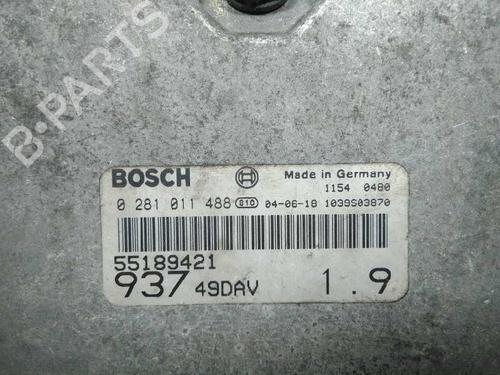 B-PARTS
BOSCH Made in Germany
1154 0480
0 281 011 488 810 04-06-18 1039S03870
55189421
937 49DAV 1.9